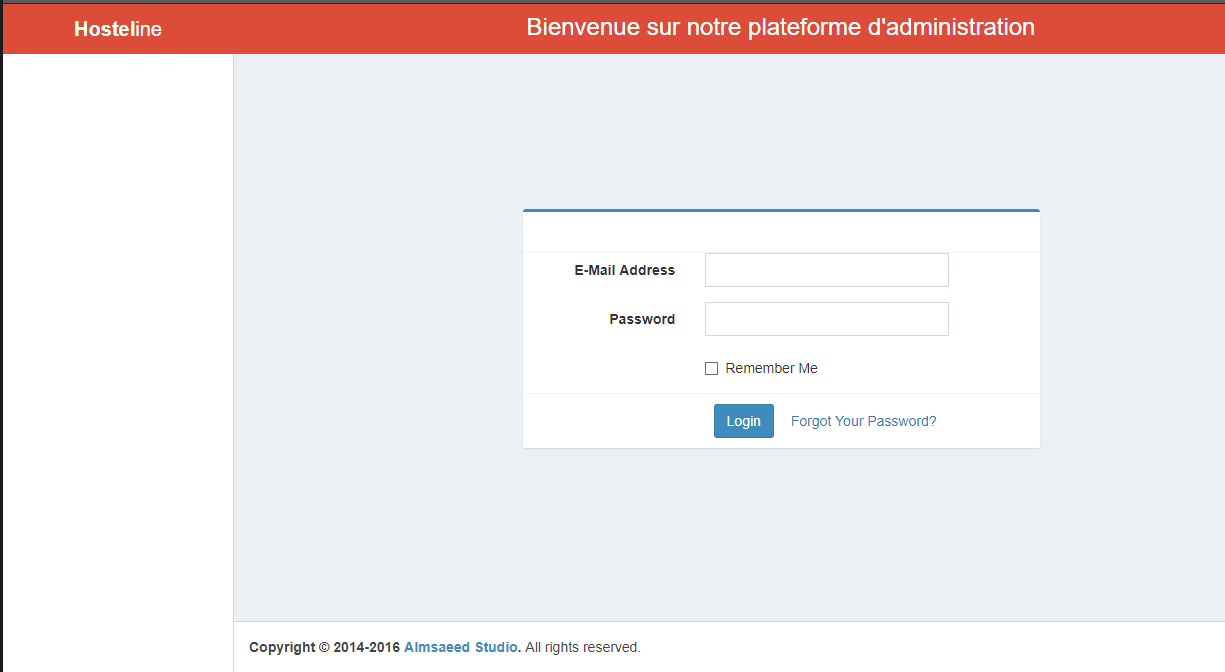 Hosteline
Bienvenue sur notre plateforme d'administration
E-Mail Address
Password
Remember Me
Login
Forgot Your Password?
Copyright © 2014-2016 Almsaeed Studio. All rights reserved.